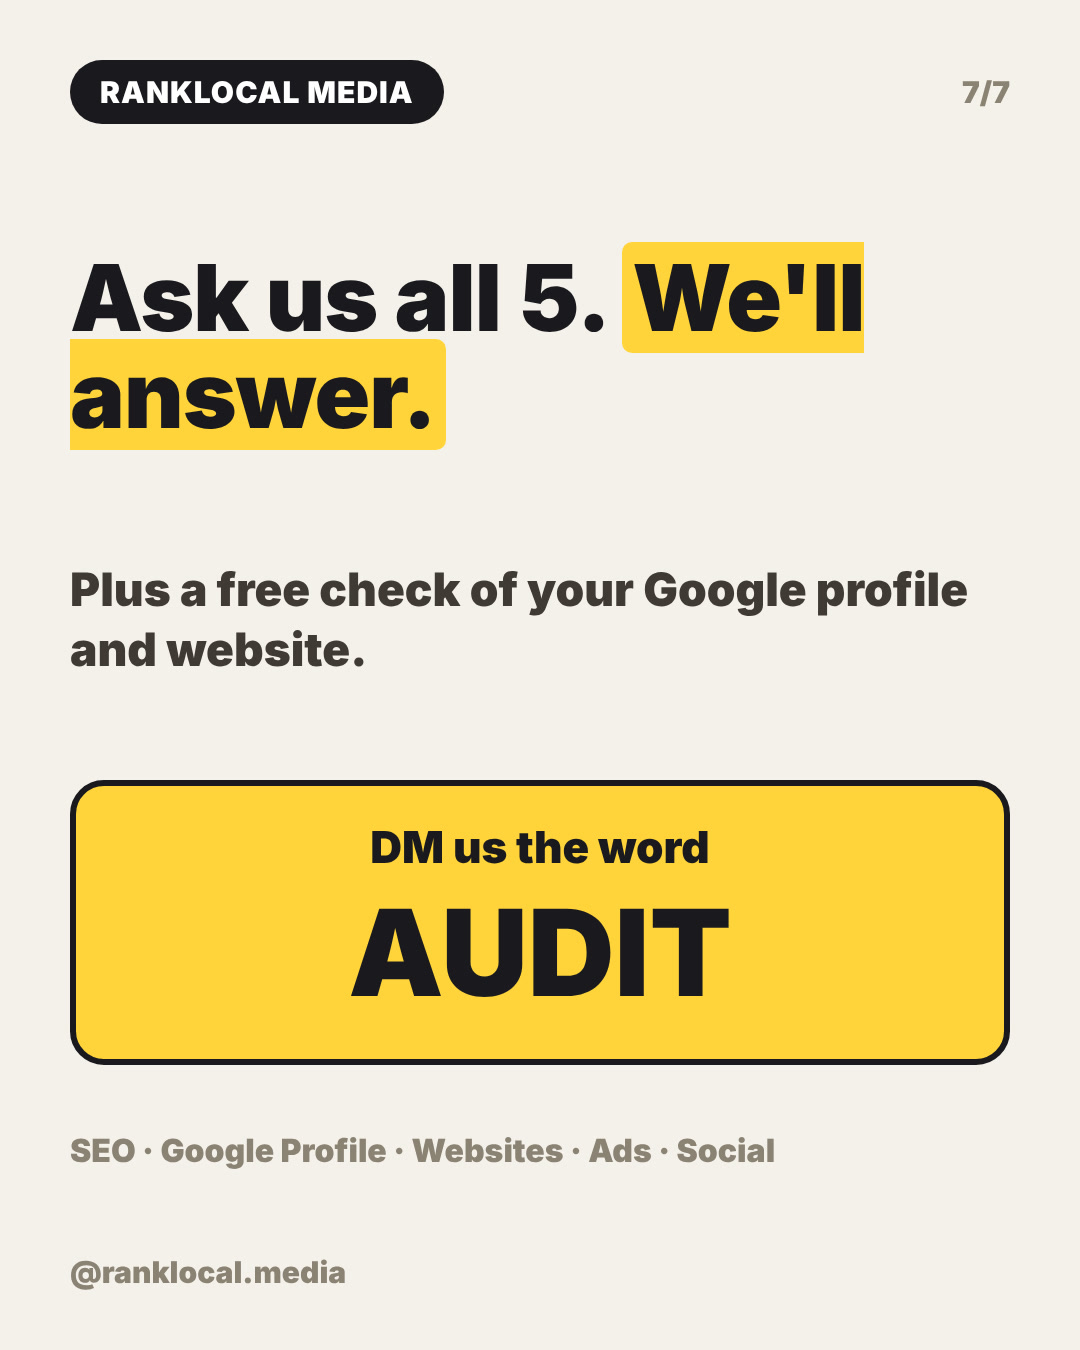 RANKLOCAL MEDIA
7/7
Ask us all 5. We'll
answer.
Plus a free check of your Google profile
and website.
DM us the word
AUDIT
SEO · Google Profile · Websites · Ads · Social
@ranklocal.media